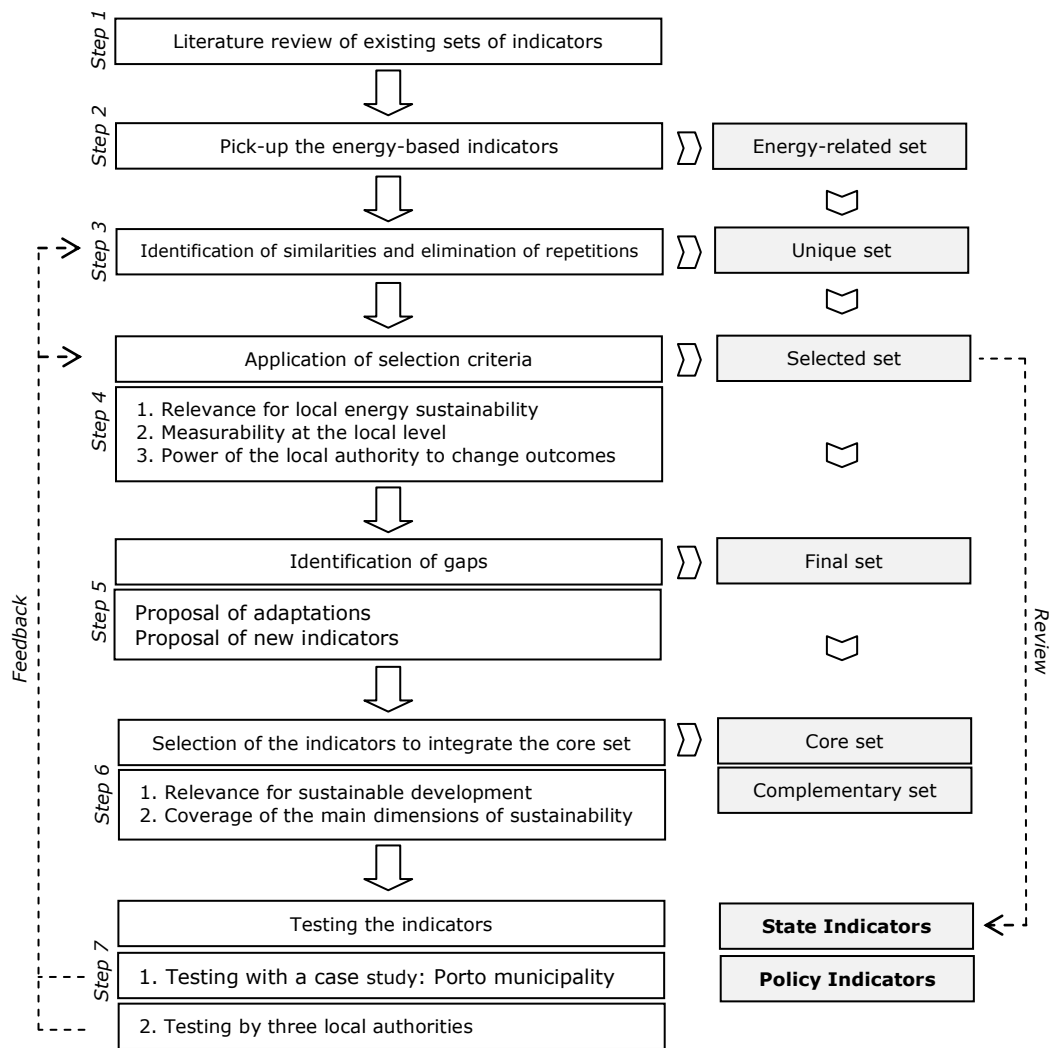 Step 1
Literature review of existing sets of indicators
Step 2
Pick-up the energy-based indicators
Energy-related set
Step 3
Identification of similarities and elimination of repetitions
Unique set
Step 4
Application of selection criteria
Selected set
1. Relevance for local energy sustainability
2. Measurability at the local level
3. Power of the local authority to change outcomes
Step 5
Identification of gaps
Final set
Proposal of adaptations
Proposal of new indicators
Feedback
Review
Step 6
Selection of the indicators to integrate the core set
Core set
1. Relevance for sustainable development
2. Coverage of the main dimensions of sustainability
Complementary set
Step 7
Testing the indicators
State Indicators
1. Testing with a case study: Porto municipality
Policy Indicators
2. Testing by three local authorities